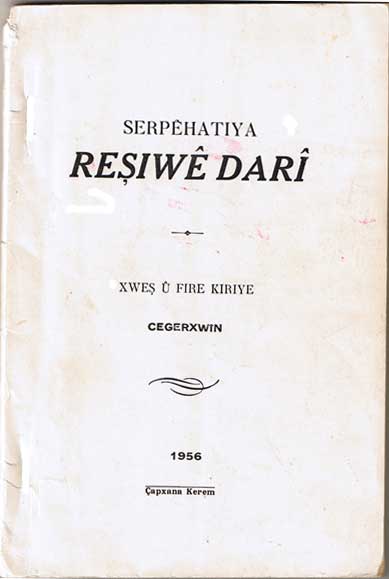 SERPÊHATIYA
REŞIWÊ DARÎ
XWEŞ Û FIRE KIRIYE
CEGERXWIN
1956
Çapxana Kerem